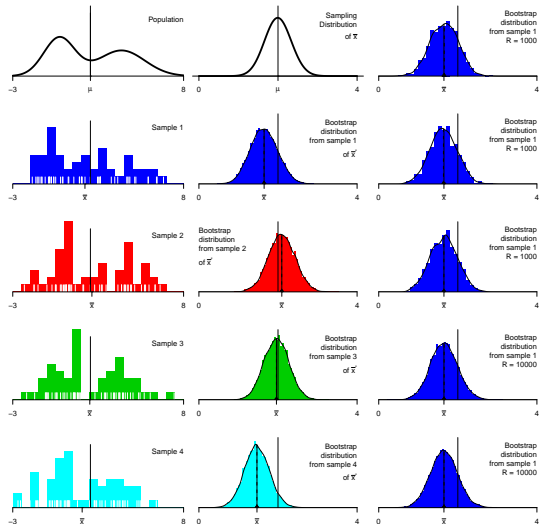 Population
-3
μ
8
Sampling
Distribution
of x̅
0
μ
4
Bootstrap
distribution
from sample 1
R = 1000
0
x̅
4
Sample 1
-3
x̅
8
Bootstrap
distribution
from sample 1
of x̅*
0
x̅
4
Bootstrap
distribution
from sample 1
R = 1000
0
x̅
4
Sample 2
-3
x̅
8
Bootstrap
distribution
from sample 2
of x̅*
0
x̅
4
Bootstrap
distribution
from sample 1
R = 1000
0
x̅
4
Sample 3
-3
x̅
8
Bootstrap
distribution
from sample 3
of x̅*
0
x̅
4
Bootstrap
distribution
from sample 1
R = 10000
0
x̅
4
Sample 4
-3
x̅
8
Bootstrap
distribution
from sample 4
of x̅*
0
x̅
4
Bootstrap
distribution
from sample 1
R = 10000
0
x̅
4